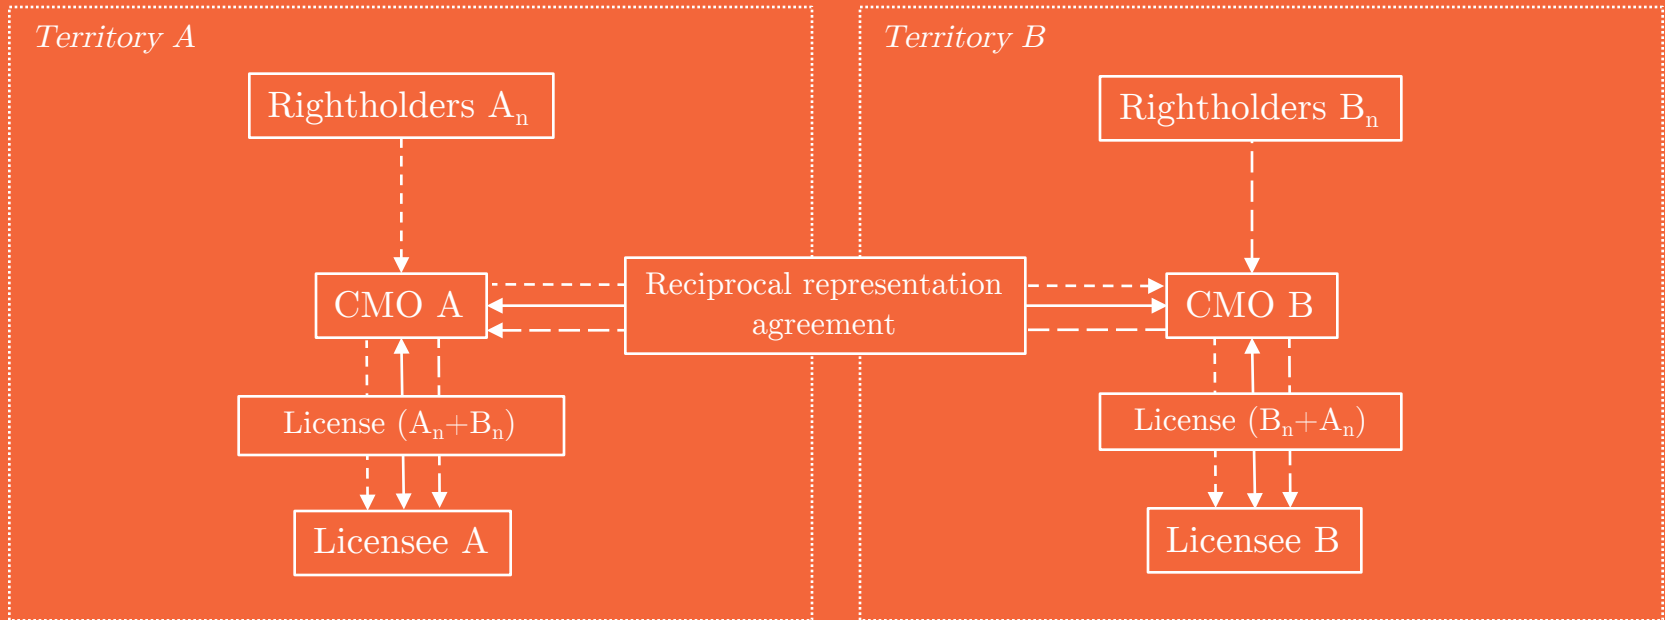 Territory A
Territory B
Rightholders Aₙ
Rightholders Bₙ
CMO A
Reciprocal representation
agreement
CMO B
License (Aₙ+Bₙ)
License (Bₙ+Aₙ)
Licensee A
Licensee B